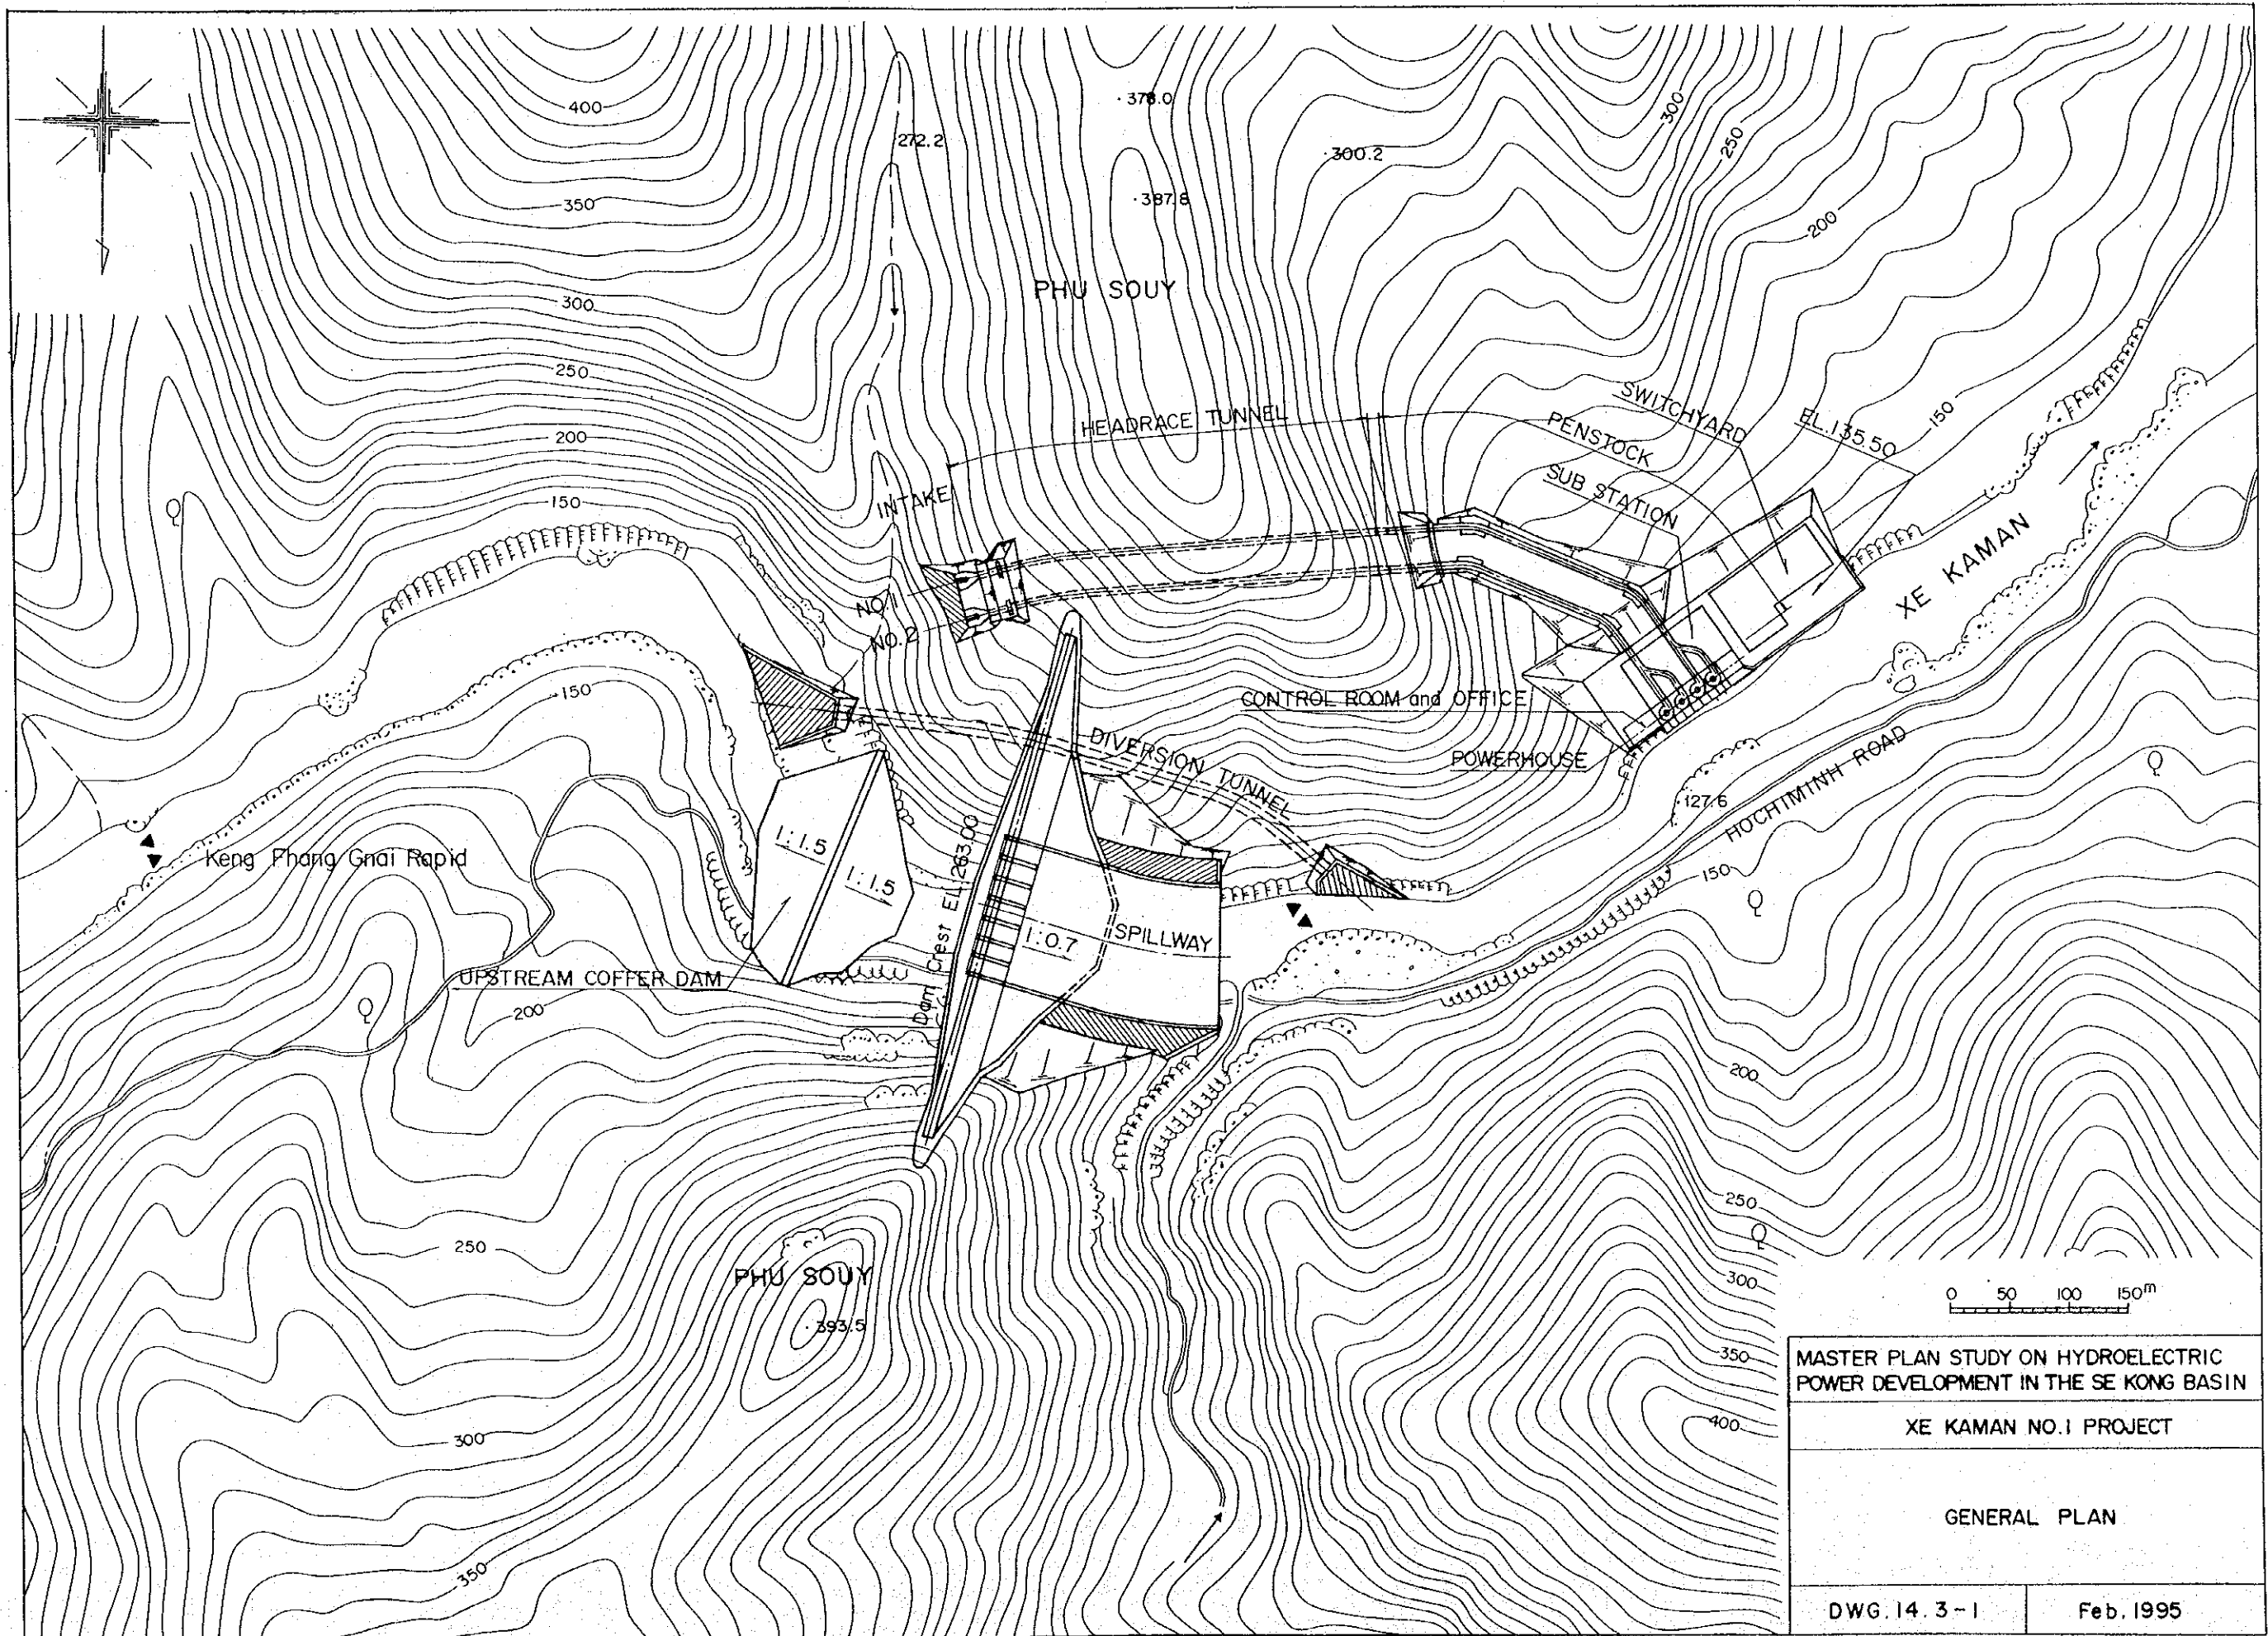 400
378.0
272.2
300.2
300
250
387.8
350
200
PHU SOUY
300
250
HEADRACE TUNNEL
SWITCHYARD
PENSTOCK
EL.135.50
150
200
SUB STATION
INTAKE
150
XE KAMAN
NO.1
NO.2
150
CONTROL ROOM and OFFICE
DIVERSION TUNNEL
POWERHOUSE
HOCHIMINH ROAD
127.6
1:1.5
1:1.5
Keng Phang Gnai Rapid
Dam Crest EL.263.00
150
1:0.7
SPILLWAY
UPSTREAM COFFER DAM
200
200
250
250
PHU SOUY
300
393.5
0 50 100 150m
350
400
300
350
MASTER PLAN STUDY ON HYDROELECTRIC
POWER DEVELOPMENT IN THE SE KONG BASIN
XE KAMAN NO.1 PROJECT
GENERAL PLAN
DWG.14.3-1
Feb.1995